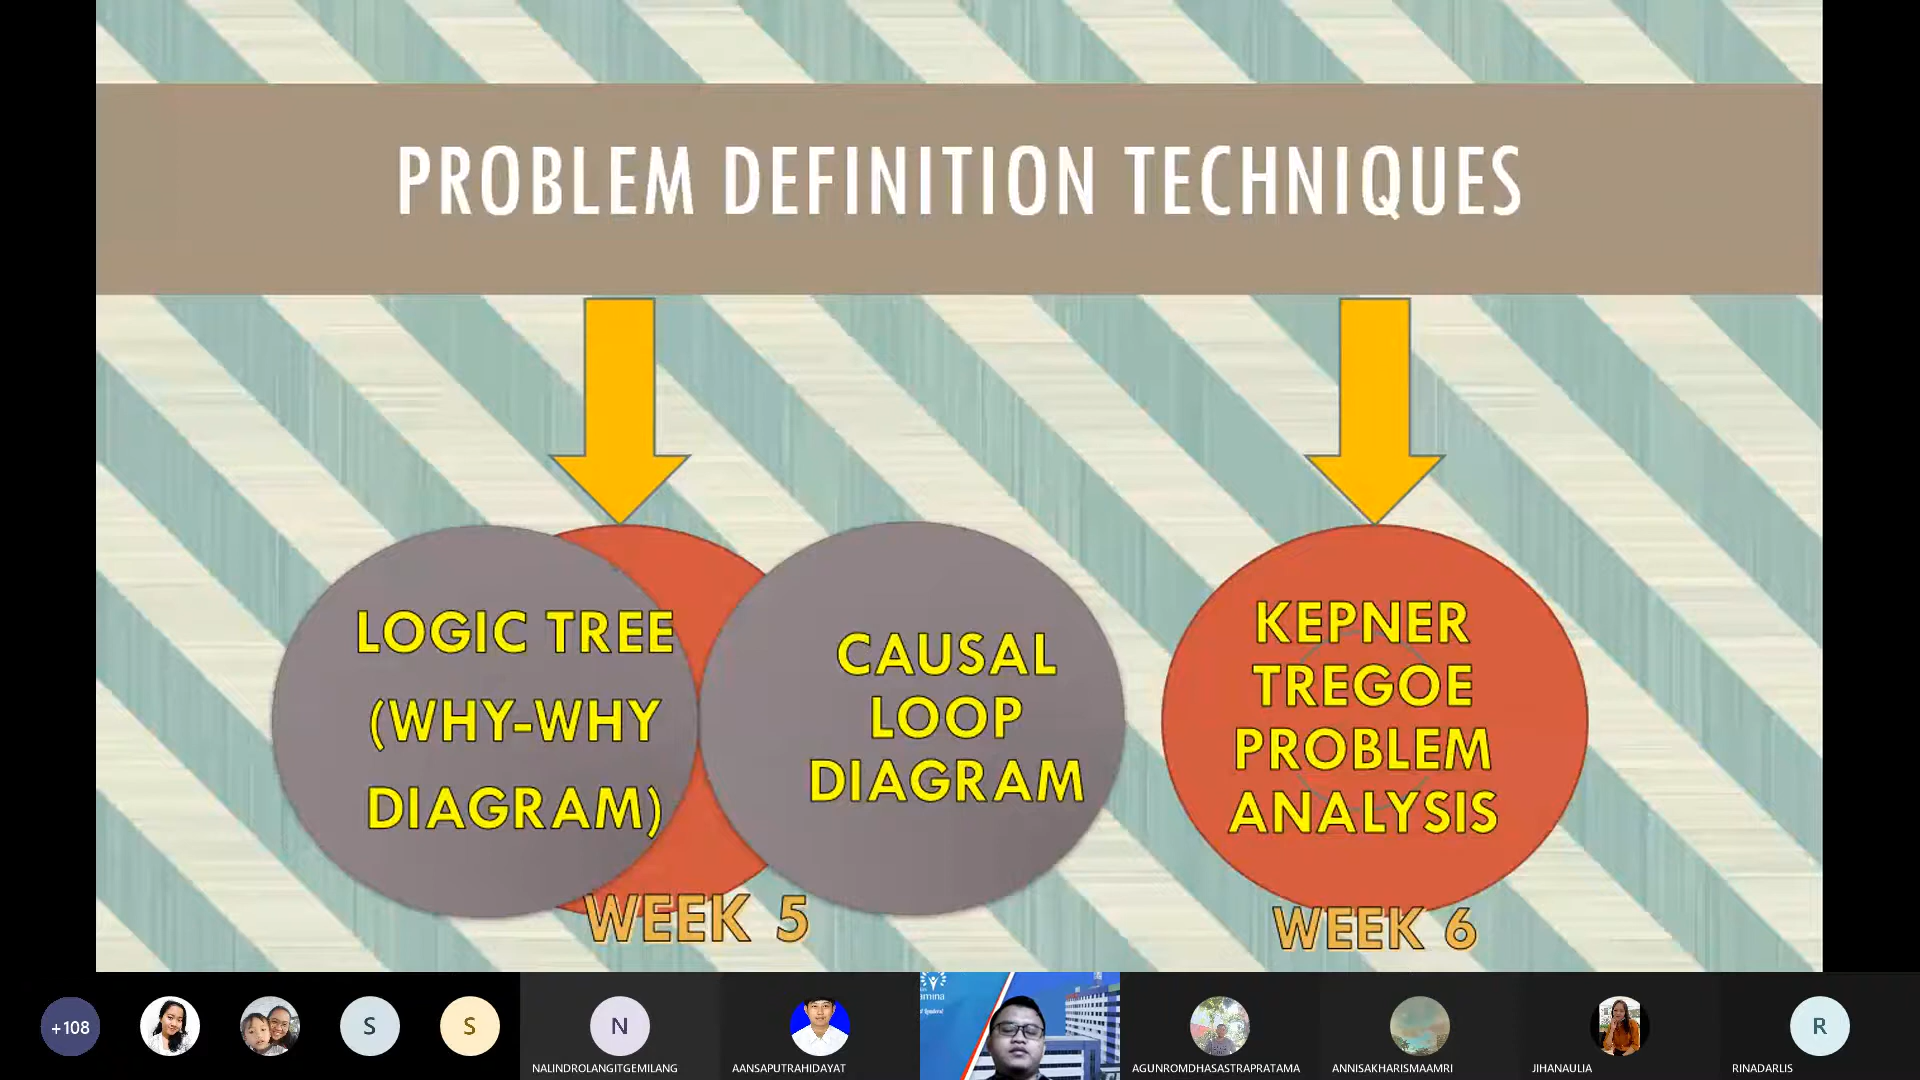 PROBLEM DEFINITION TECHNIQUES
LOGIC TREE
(WHY-WHY
DIAGRAM)
CAUSAL
LOOP
DIAGRAM
KEPNER
TREGOE
PROBLEM
ANALYSIS
WEEK 5
WEEK 6
+108
S
S
N
R
NALINDROLANGITGEMILANG
AANSAPUTRAHIDAYAT
AGUNROMDHASASTRAPRATAMA
ANNISAKHARISMAAMRI
JIHANAULIA
RINADARLIS